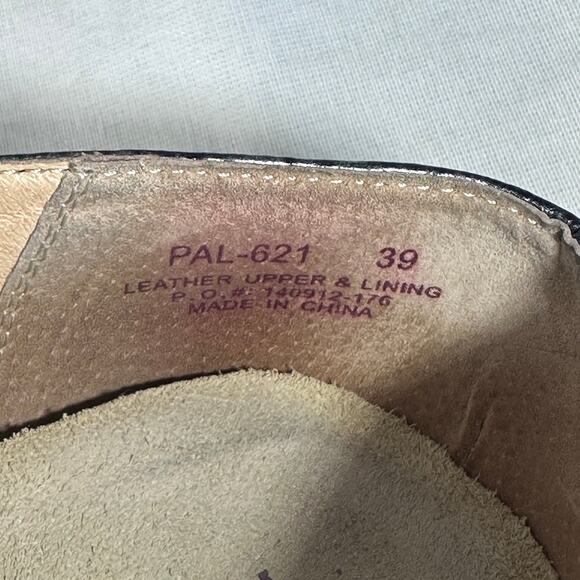 PAL-621 39
LEATHER UPPER & LINING
P.O.#: 140912-176
MADE IN CHINA